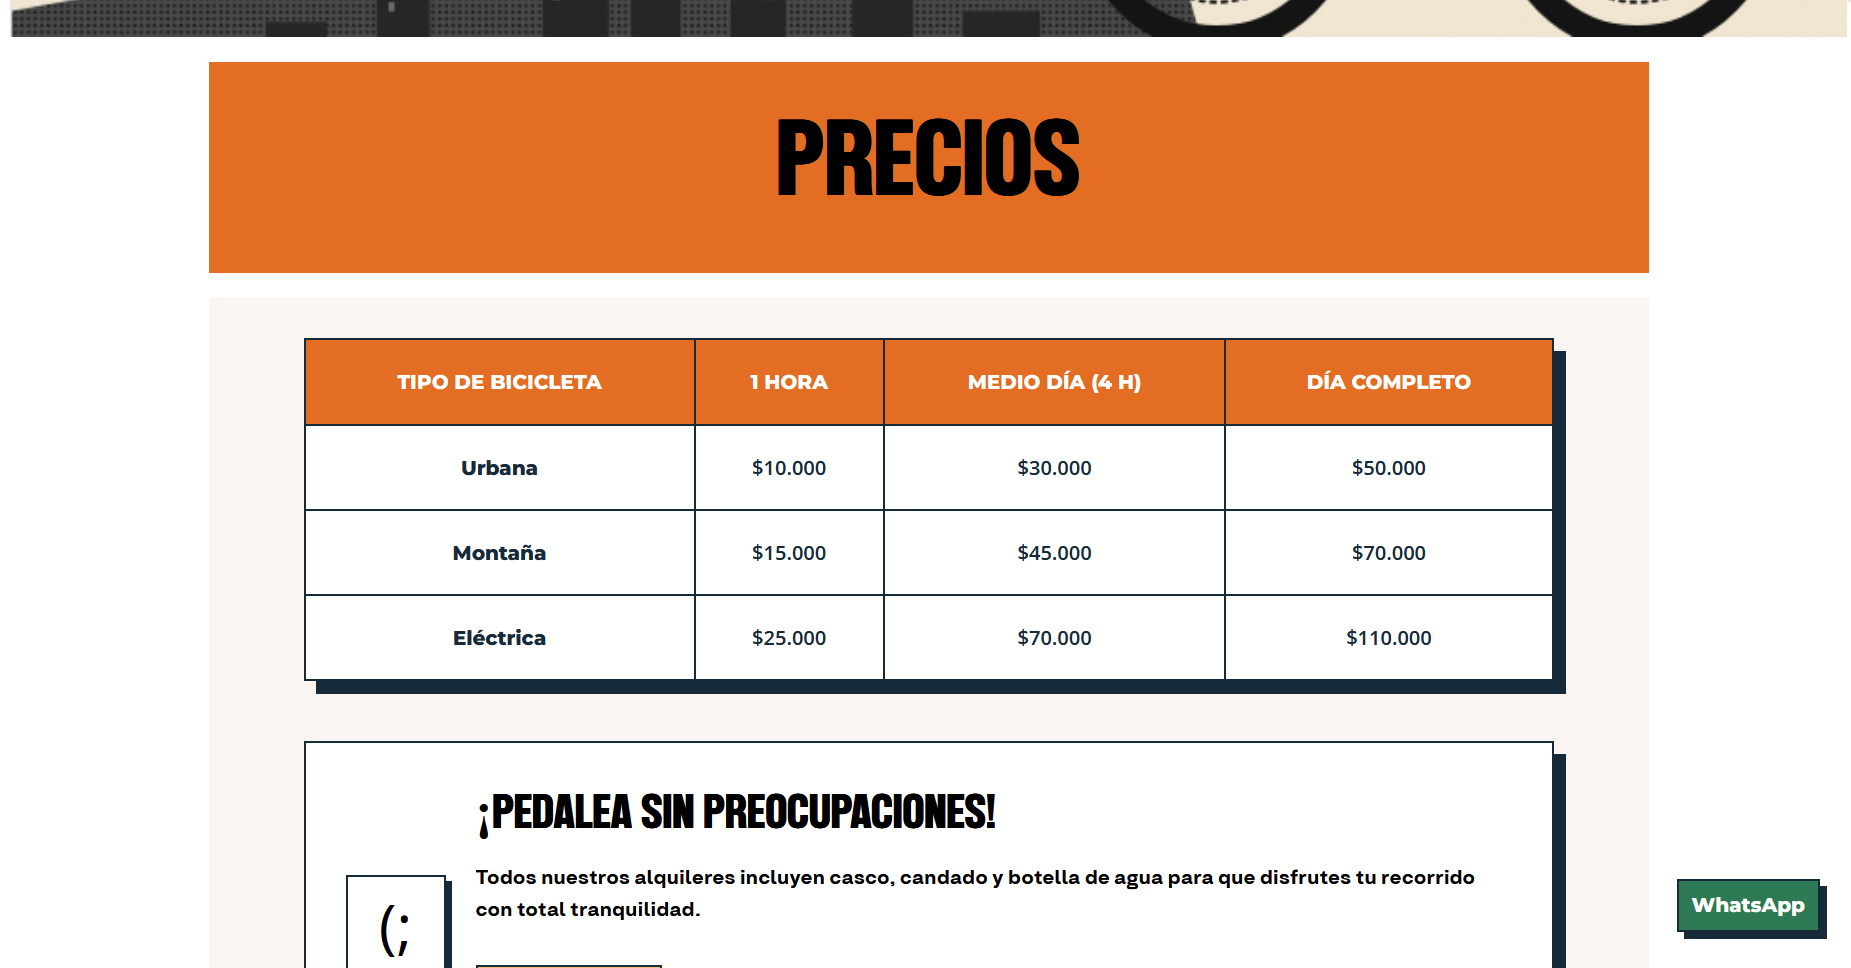 PRECIOS
TIPO DE BICICLETA 1 HORA MEDIO DÍA (4 H) DÍA COMPLETO
Urbana $10.000 $30.000 $50.000
Montaña $15.000 $45.000 $70.000
Eléctrica $25.000 $70.000 $110.000
¡PEDALEA SIN PREOCUPACIONES!
Todos nuestros alquileres incluyen casco, candado y botella de agua para que disfrutes tu recorrido
con total tranquilidad.
(;
WhatsApp